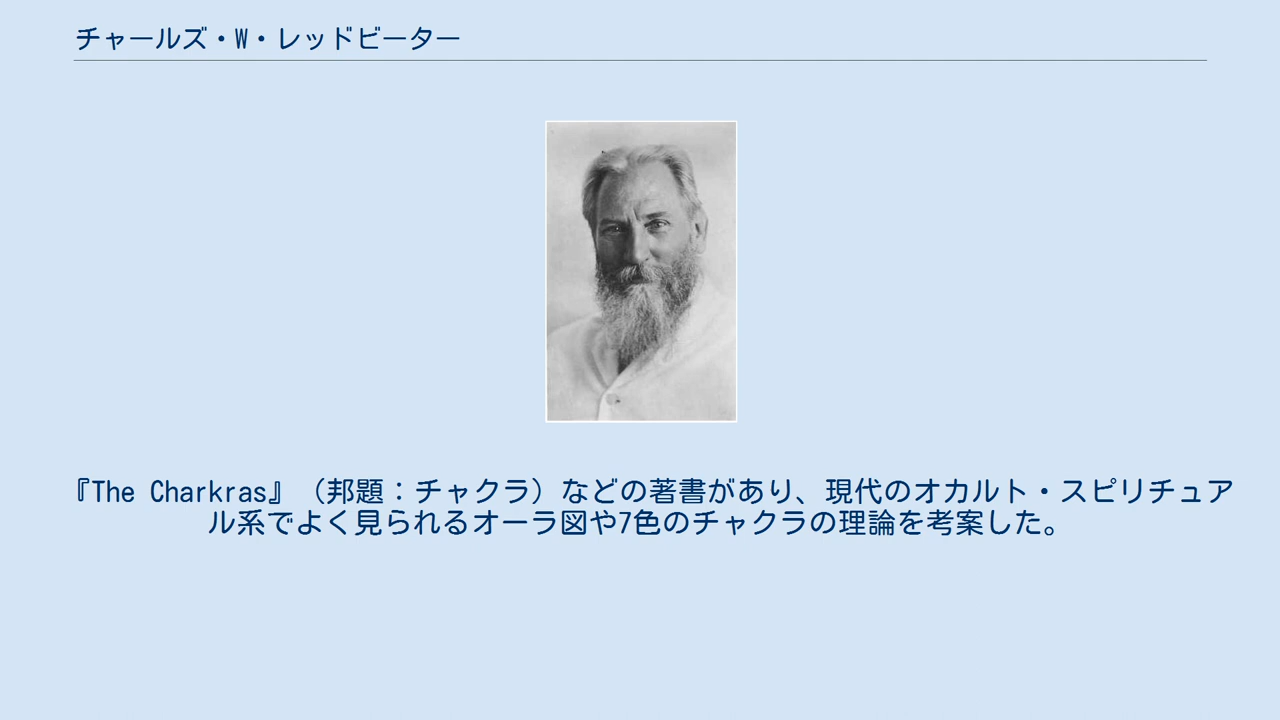 チャールズ・W・レッドビーター
『The Charkras』（邦題：チャクラ）などの著書があり、現代のオカルト・スピリチュア
ル系でよく見られるオーラ図や7色のチャクラの理論を考案した。